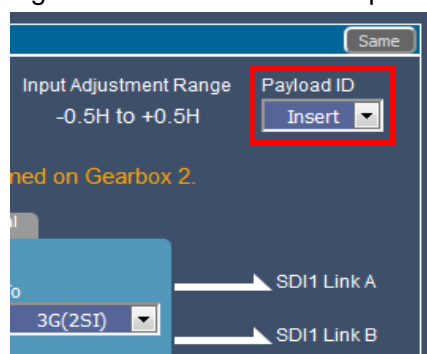 Same
Input Adjustment Range Payload ID
-0.5H to +0.5H Insert
on Gearbox 2.
3G(2SI)
SDI1 Link A
SDI1 Link B